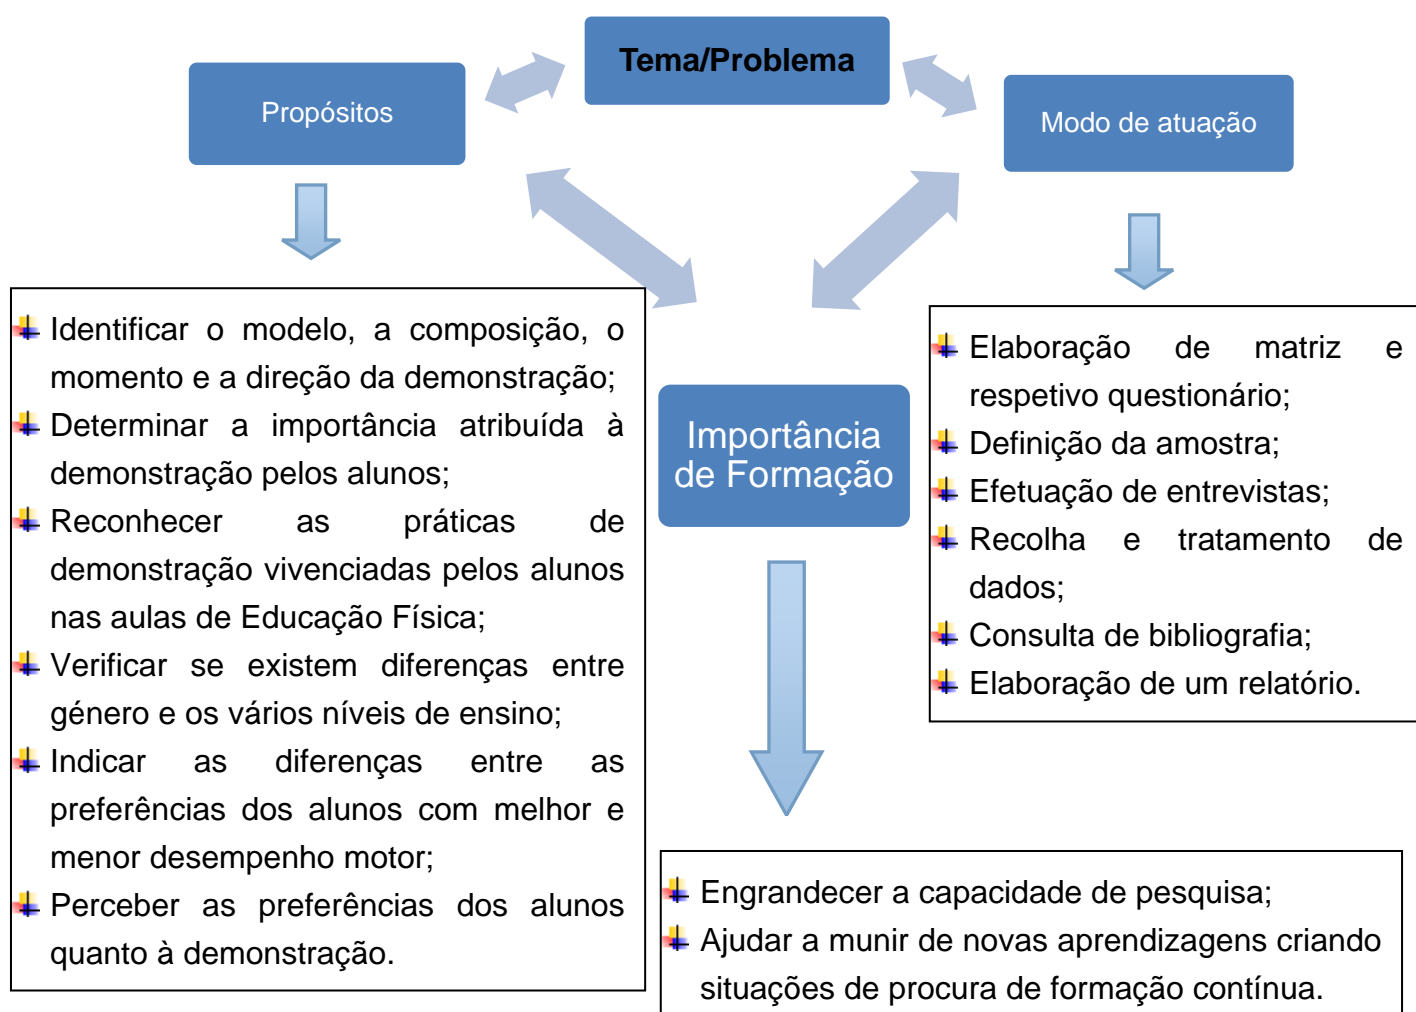 Tema/Problema
Propósitos
Modo de atuação
Identificar o modelo, a composição, o
momento e a direção da demonstração;
Determinar a importância atribuída à
demonstração pelos alunos;
Reconhecer as práticas de
demonstração vivenciadas pelos alunos
nas aulas de Educação Física;
Verificar se existem diferenças entre
género e os vários níveis de ensino;
Indicar as diferenças entre as
preferências dos alunos com melhor e
menor desempenho motor;
Perceber as preferências dos alunos
quanto à demonstração.
Importância
de Formação
Elaboração de matriz e
respetivo questionário;
Definição da amostra;
Efetuação de entrevistas;
Recolha e tratamento de
dados;
Consulta de bibliografia;
Elaboração de um relatório.
Engrandecer a capacidade de pesquisa;
Ajudar a munir de novas aprendizagens criando
situações de procura de formação contínua.